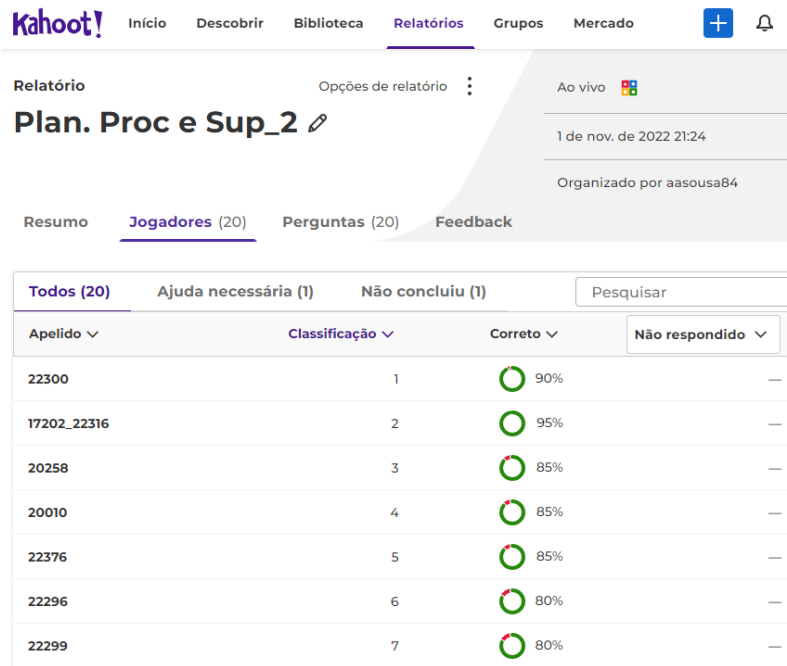 Kahoot! Início Descobrir Biblioteca Relatórios Grupos Mercado
Relatório Opções de relatório
Plan. Proc e Sup_2
Ao vivo
1 de nov. de 2022 21:24
Organizado por aasousa84
Resumo Jogadores (20) Perguntas (20) Feedback
Todos (20) Ajuda necessária (1) Não concluiu (1) Pesquisar
Apelido Classificação Correto Não respondido
22300 1 90% —
17202_22316 2 95% —
20258 3 85% —
20010 4 85% —
22376 5 85% —
22296 6 80% —
22299 7 80% —